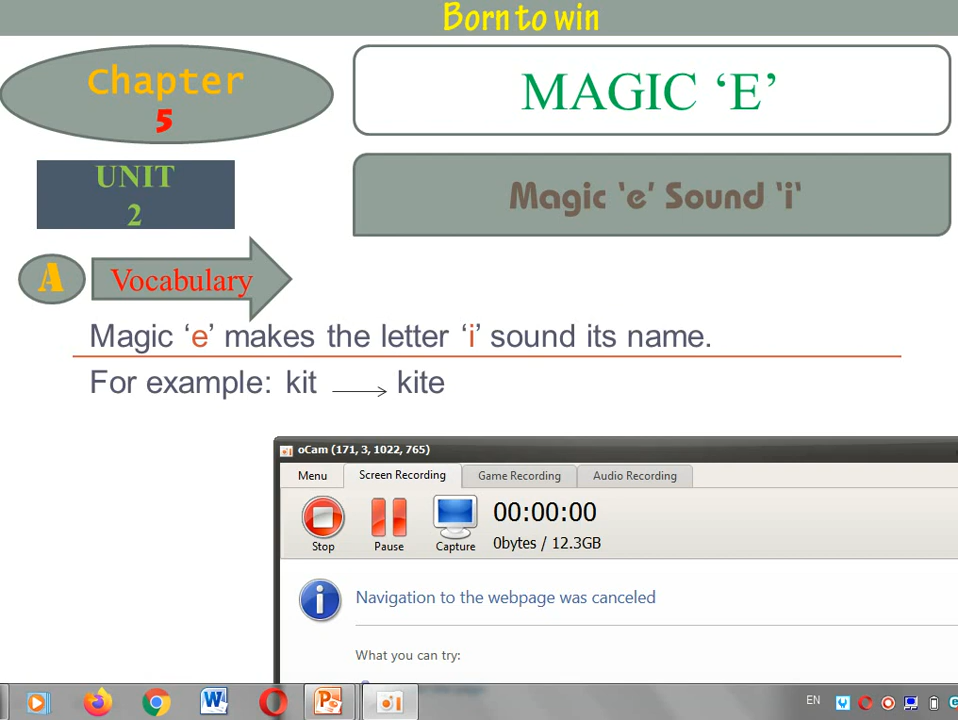 Born to win
Chapter
5
MAGIC ‘E’
UNIT
2
Magic ‘e’ Sound ‘i‘
A
Vocabulary
Magic ‘e’ makes the letter ‘i’ sound its name.
For example: kit kite
oCam (171, 3, 1022, 765)
Menu Screen Recording Game Recording Audio Recording
00:00:00
Stop Pause Capture 0bytes / 12.3GB
Navigation to the webpage was canceled
What you can try:
EN